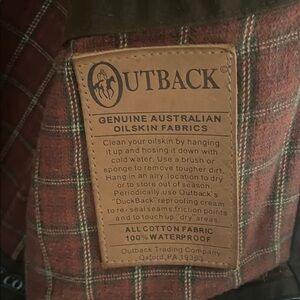 OUTBACK
GENUINE AUSTRALIAN
OILSKIN FABRICS
Clean your oilskin by hanging
it up and hosing it down with
cold water. Use a brush or
sponge to remove tougher dirt.
Hang in an airy location to dry
or to store out of season.
Periodically use Outback's
"DuckBack" reproofing cream
to re-seal seams, friction points
and to touch up "dry" areas.
ALL COTTON FABRIC
100% WATERPROOF
Outback Trading Company
Oxford, PA 19363
CO